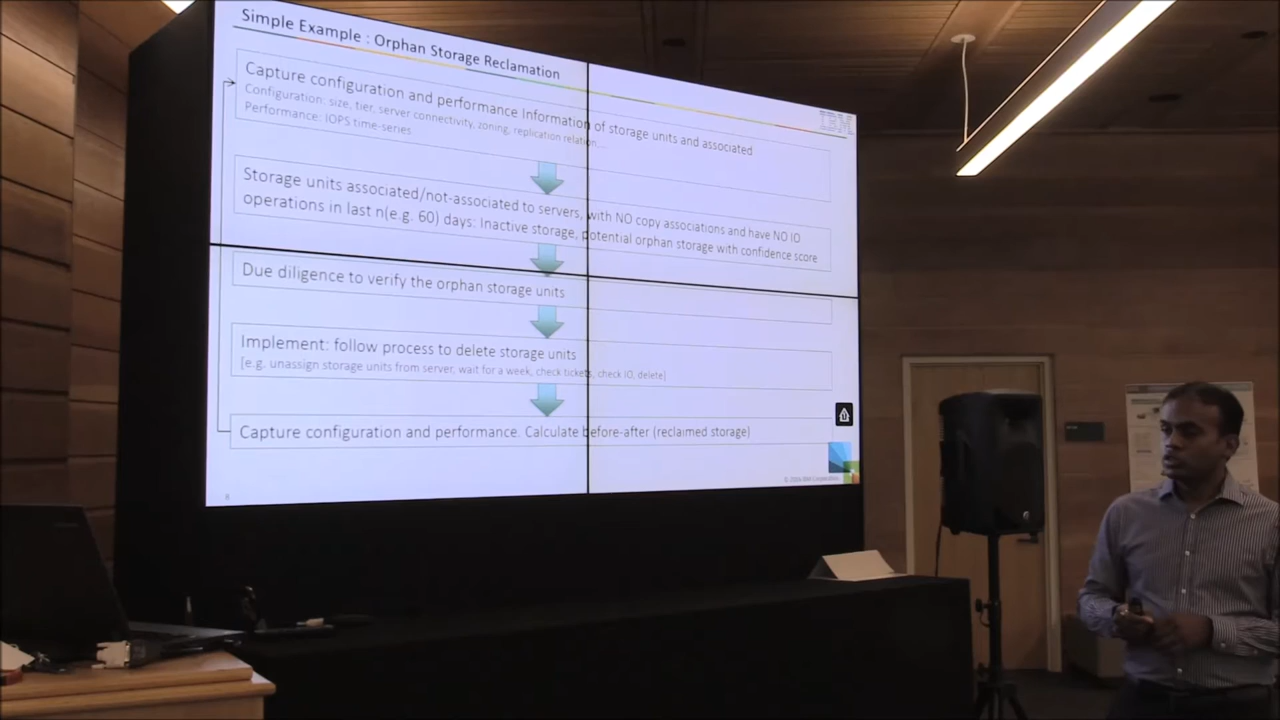 Simple Example : Orphan Storage Reclamation
Capture configuration and performance Information of storage units and associated
Configuration: size, tier, server connectivity, zoning, replication relation...
Performance: IOPS time-series
IBM
Storage units associated/not-associated to servers, with NO copy associations and have NO IO
operations in last n(e.g. 60) days: Inactive storage, potential orphan storage with confidence score
Due diligence to verify the orphan storage units
Implement: follow process to delete storage units
[e.g. unassign storage units from server, wait for a week, check tickets, check IO, delete]
Capture configuration and performance. Calculate before-after (reclaimed storage)